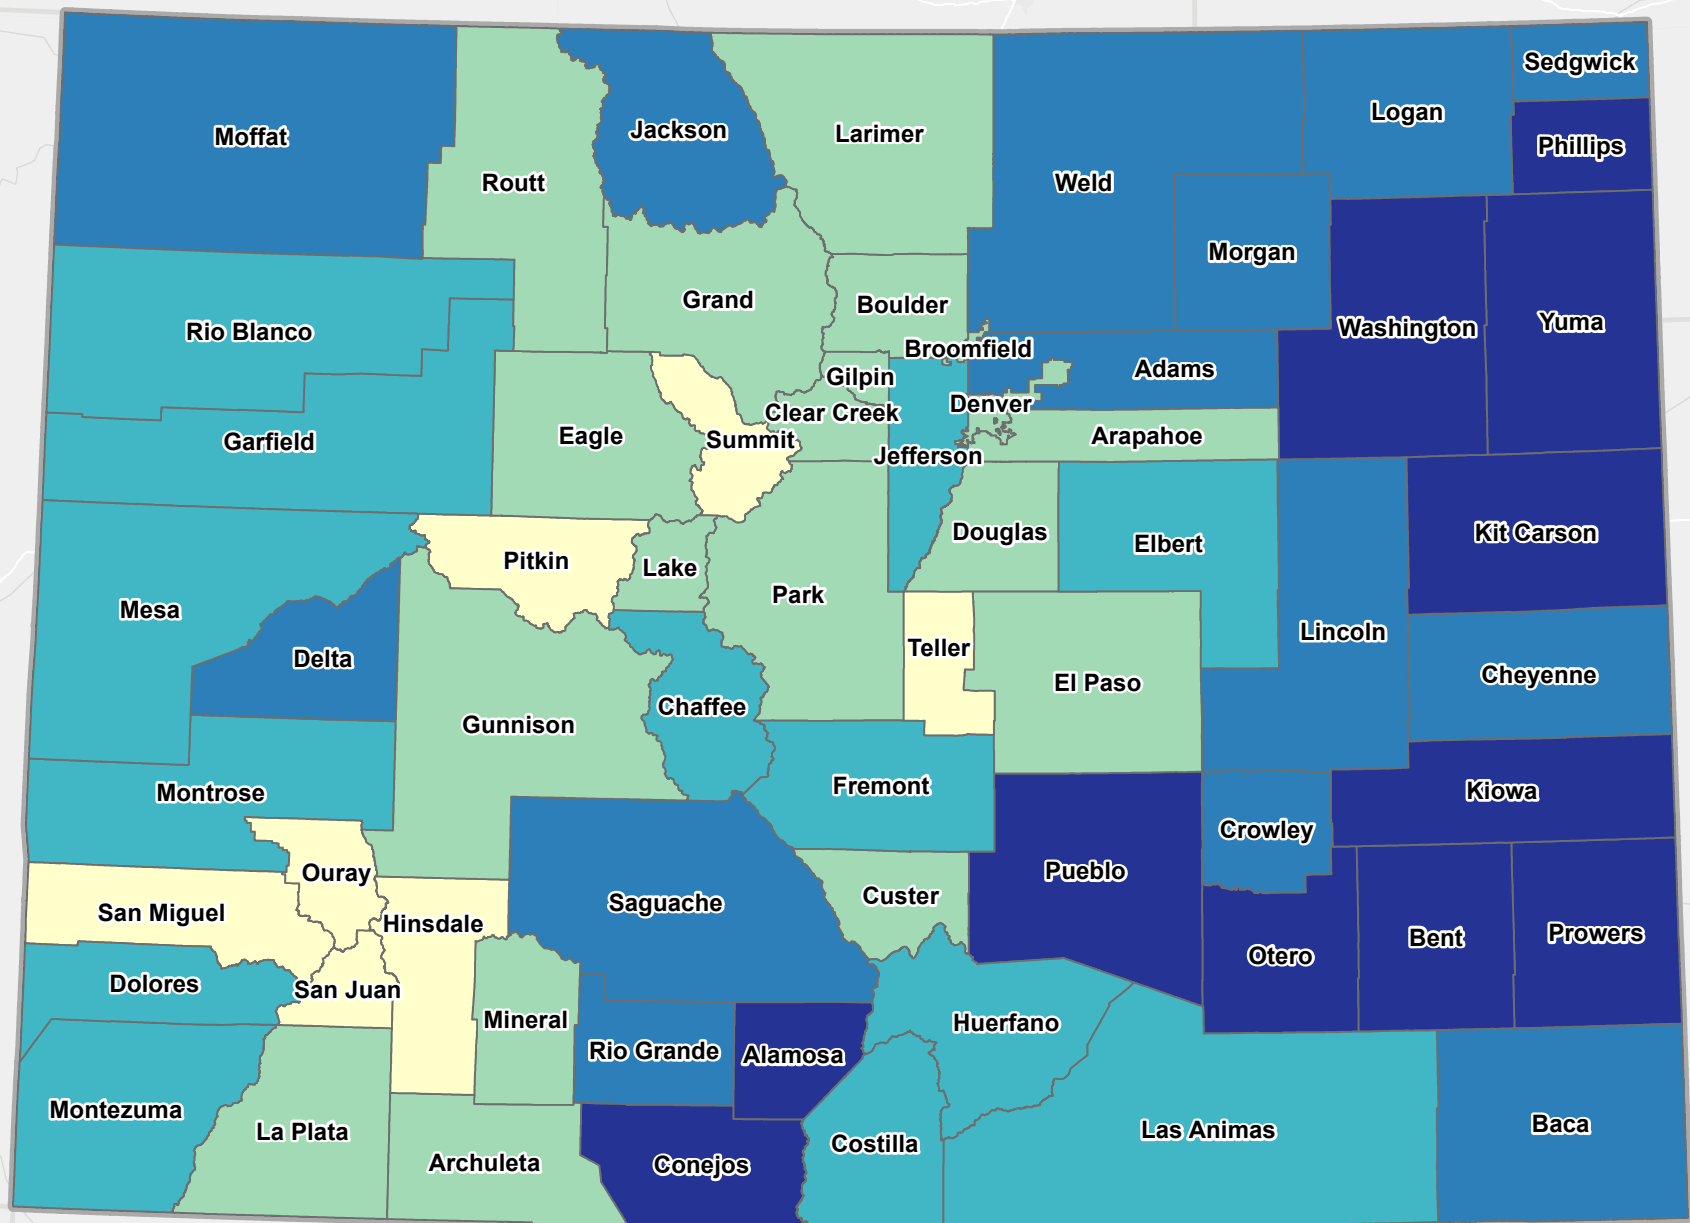 Sedgwick
Logan
Moffat
Jackson
Larimer
Phillips
Routt
Weld
Morgan
Grand
Boulder
Rio Blanco
Washington
Yuma
Broomfield
Adams
Gilpin
Denver
Clear Creek
Garfield
Eagle
Summit
Arapahoe
Jefferson
Douglas
Kit Carson
Elbert
Pitkin
Lake
Park
Mesa
Lincoln
Teller
Delta
Cheyenne
El Paso
Chaffee
Gunnison
Fremont
Kiowa
Montrose
Crowley
Ouray
Pueblo
Custer
Saguache
San Miguel
Hinsdale
Prowers
Bent
Otero
Dolores
San Juan
Mineral
Huerfano
Rio Grande
Alamosa
Montezuma
Baca
La Plata
Las Animas
Costilla
Archuleta
Conejos